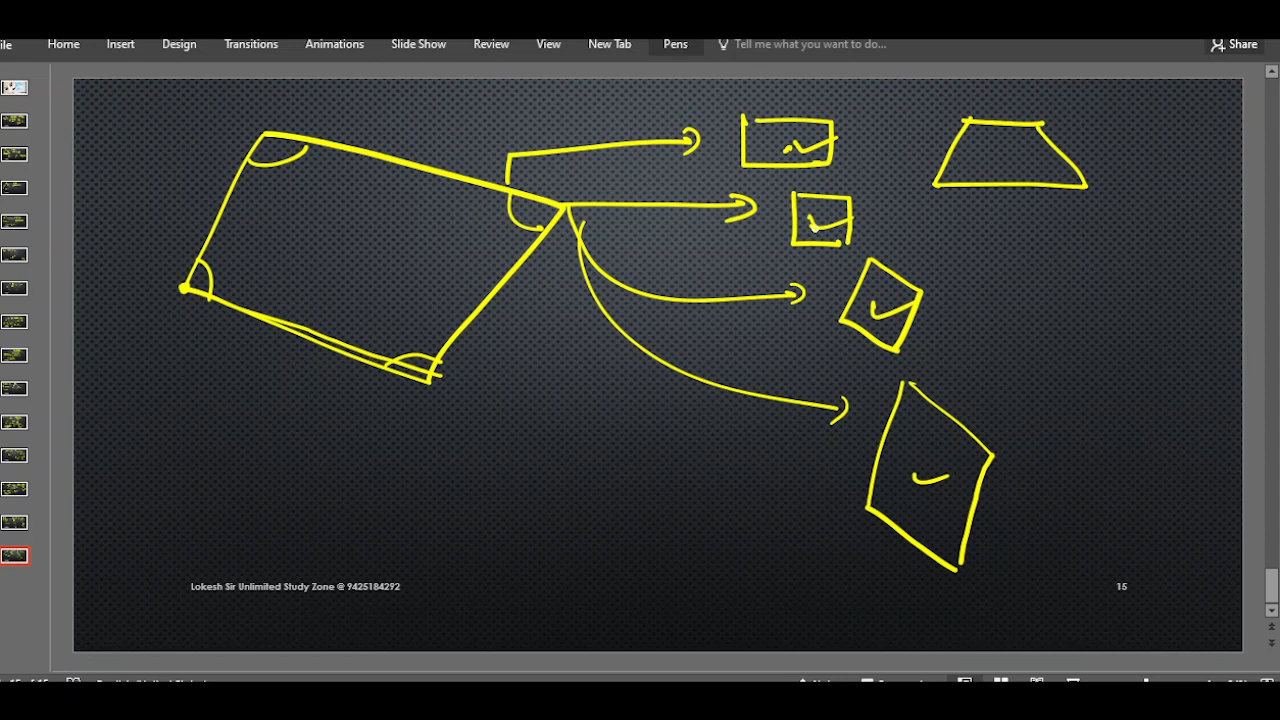 ile Home Insert Design Transitions Animations Slide Show Review View New Tab Pens Tell me what you want to do... Share
Lokesh Sir Unlimited Study Zone @ 9425184292 15